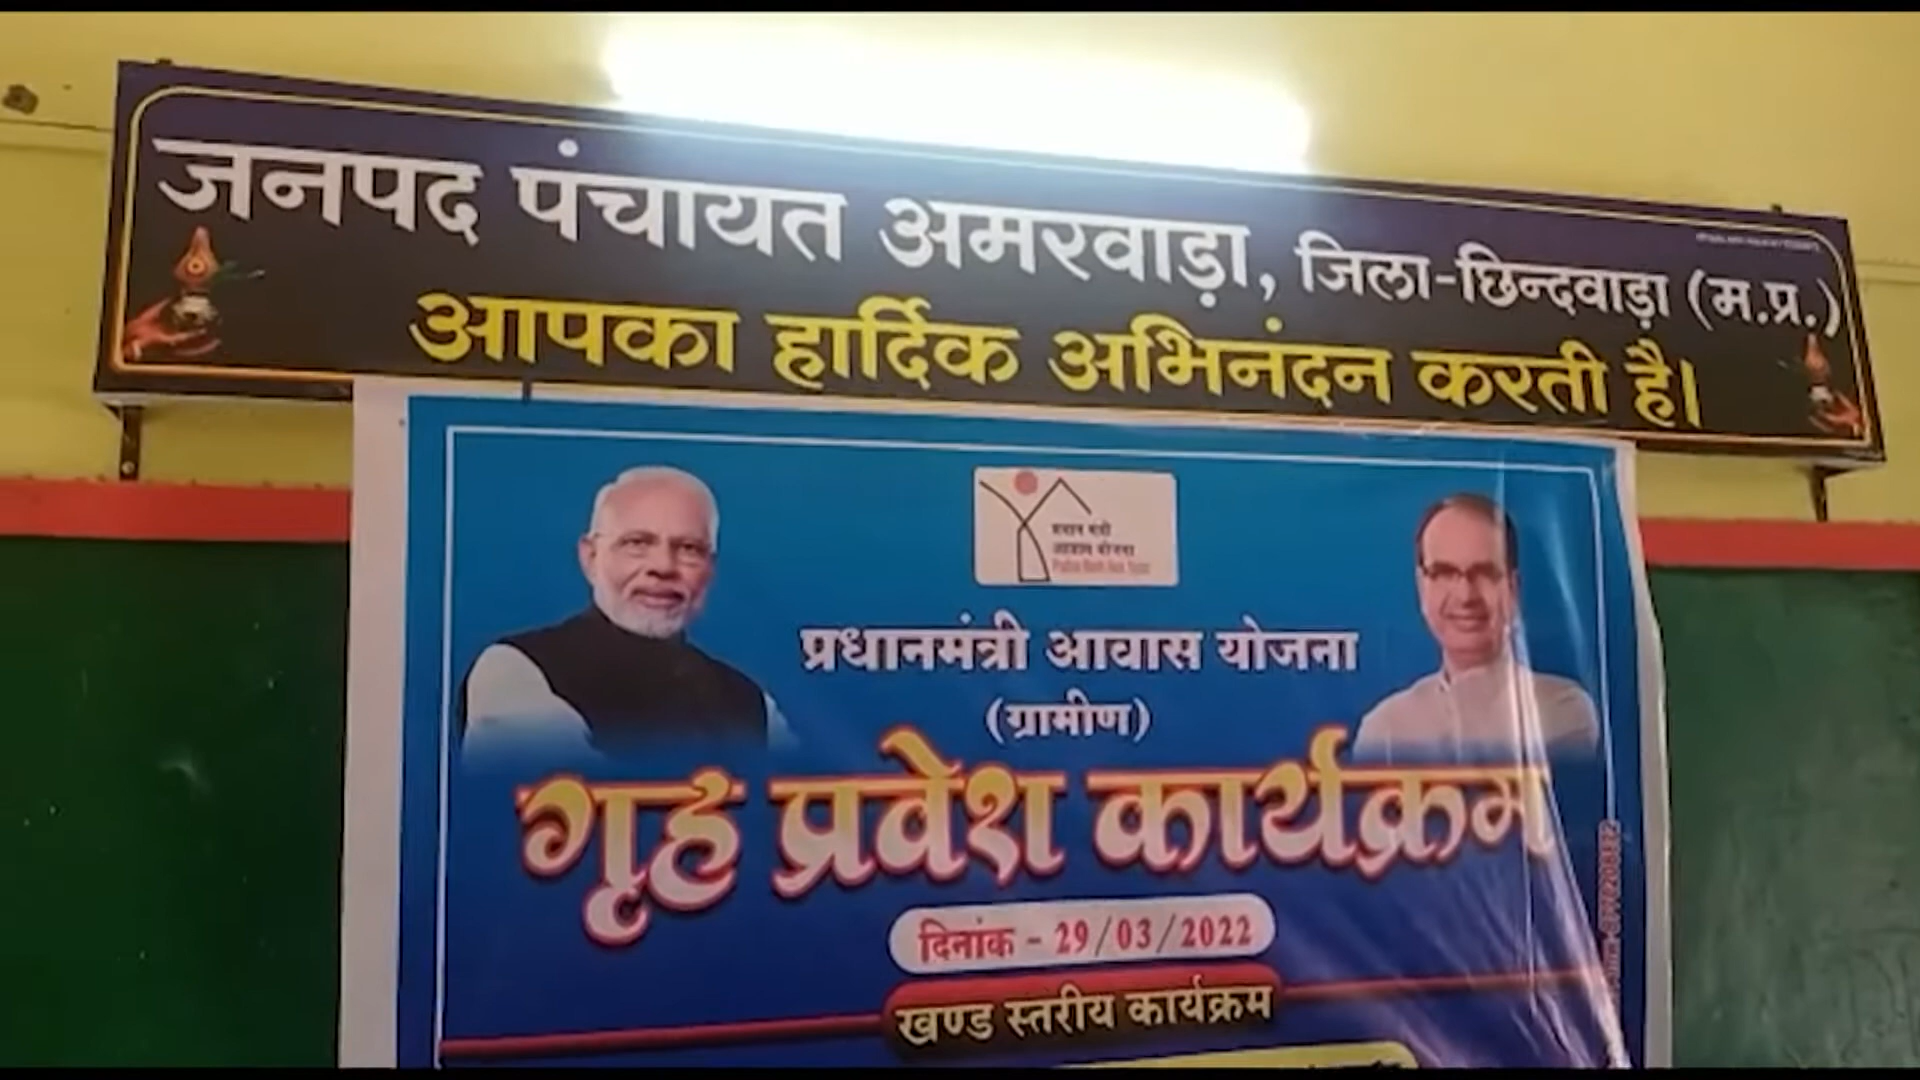 जनपद पंचायत अमरवाड़ा, जिला-छिन्दवाड़ा (म.प्र.)
आपका हार्दिक अभिनंदन करती है।
प्रधानमंत्री आवास योजना
(ग्रामीण)
गृह प्रवेश कार्यक्रम
दिनांक - 29/03/2022
खण्ड स्तरीय कार्यक्रम